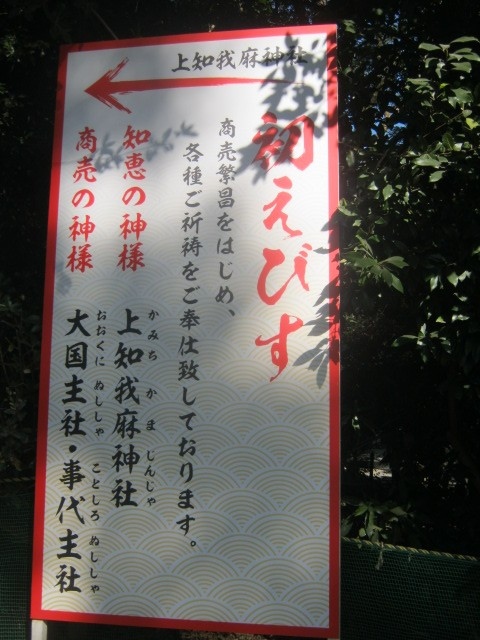 上知我麻神社
初えびす
商売繁昌をはじめ、
各種ご祈祷をご奉仕致しております。
知恵の神様 上知我麻神社
かみちかまじんじゃ
商売の神様 大国主社・事代主社
おおくにぬししゃ ことしろぬししゃ